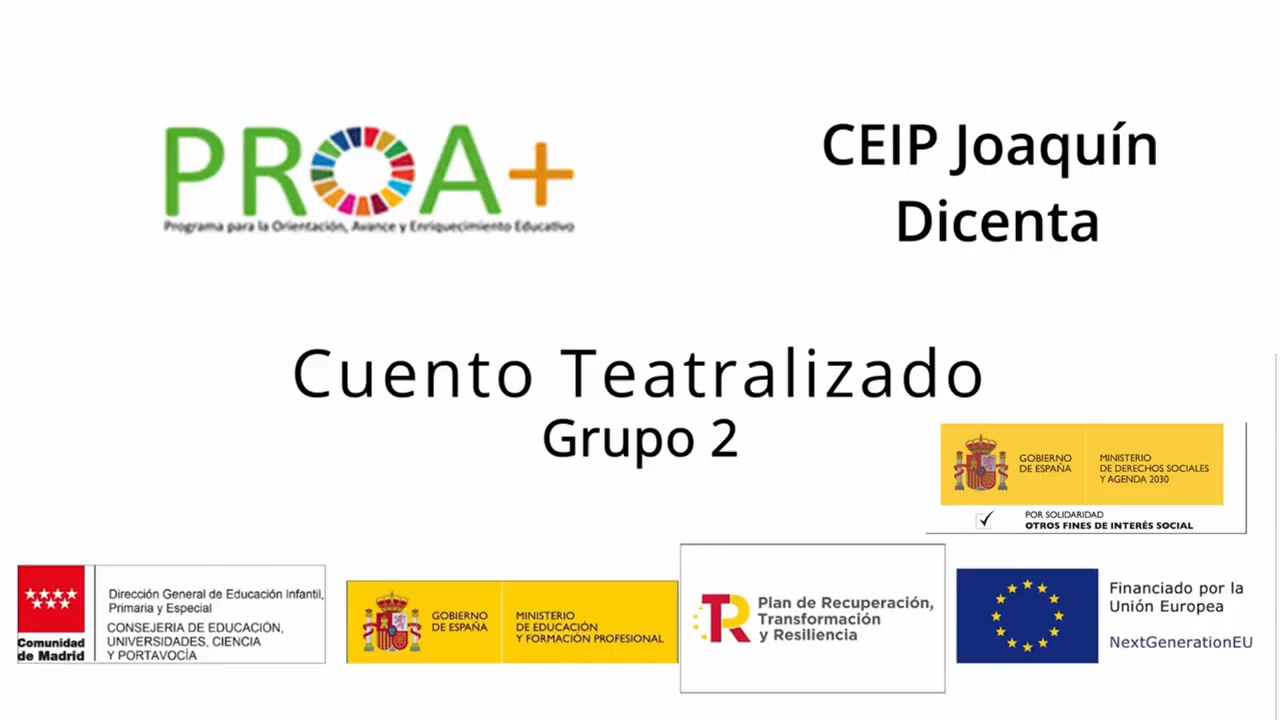 PROA+
Programa para la Orientación, Avance y Enriquecimiento Educativo
CEIP Joaquín
Dicenta
Cuento Teatralizado
Grupo 2
GOBIERNO
DE ESPAÑA
MINISTERIO
DE DERECHOS SOCIALES
Y AGENDA 2030
POR SOLIDARIDAD
OTROS FINES DE INTERÉS SOCIAL
Comunidad
de Madrid
Dirección General de Educación Infantil,
Primaria y Especial
CONSEJERIA DE EDUCACIÓN,
UNIVERSIDADES, CIENCIA
Y PORTAVOCÍA
GOBIERNO
DE ESPAÑA
MINISTERIO
DE EDUCACIÓN
Y FORMACIÓN PROFESIONAL
TR
Plan de Recuperación,
Transformación
y Resiliencia
Financiado por la
Unión Europea
NextGenerationEU